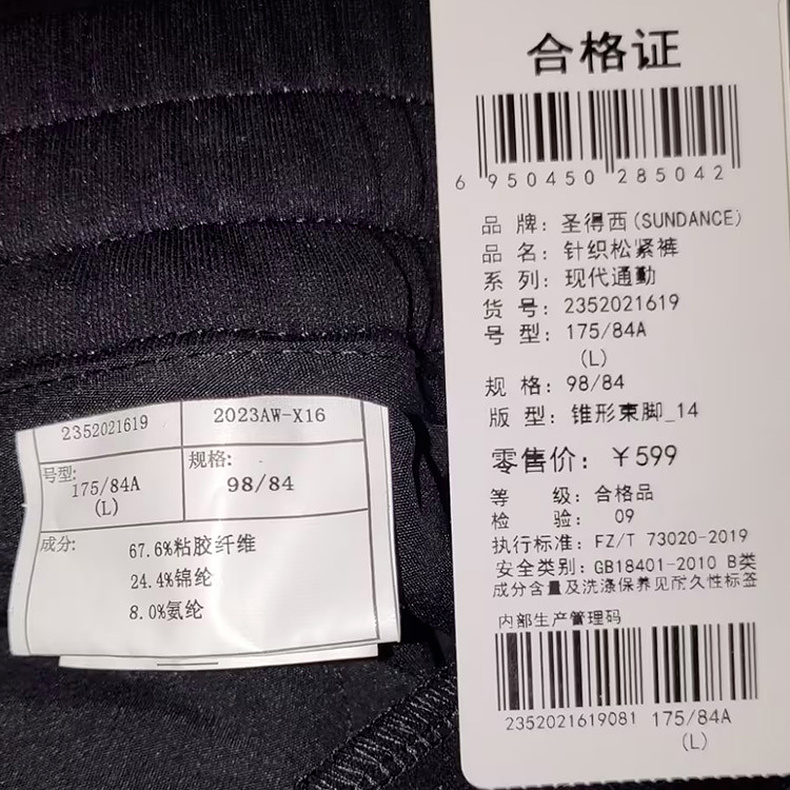 2352021619
2023AW-X16
号型:
175/84A
(L)
规格:
98/84
成分:
67.6%粘胶纤维
24.4%锦纶
8.0%氨纶
合格证
6 950450 285042
品 牌: 圣得西(SUNDANCE)
品 名: 针织松紧裤
系 列: 现代通勤
货 号: 2352021619
号 型: 175/84A
(L)
规 格: 98/84
版 型: 锥形束脚_14
零售价: ￥599
等 级: 合格品
检 验: 09
执行标准: FZ/T 73020-2019
安全类别: GB18401-2010 B类
成分含量及洗涤保养见耐久性标签
内部生产管理码
2352021619081 175/84A
(L)